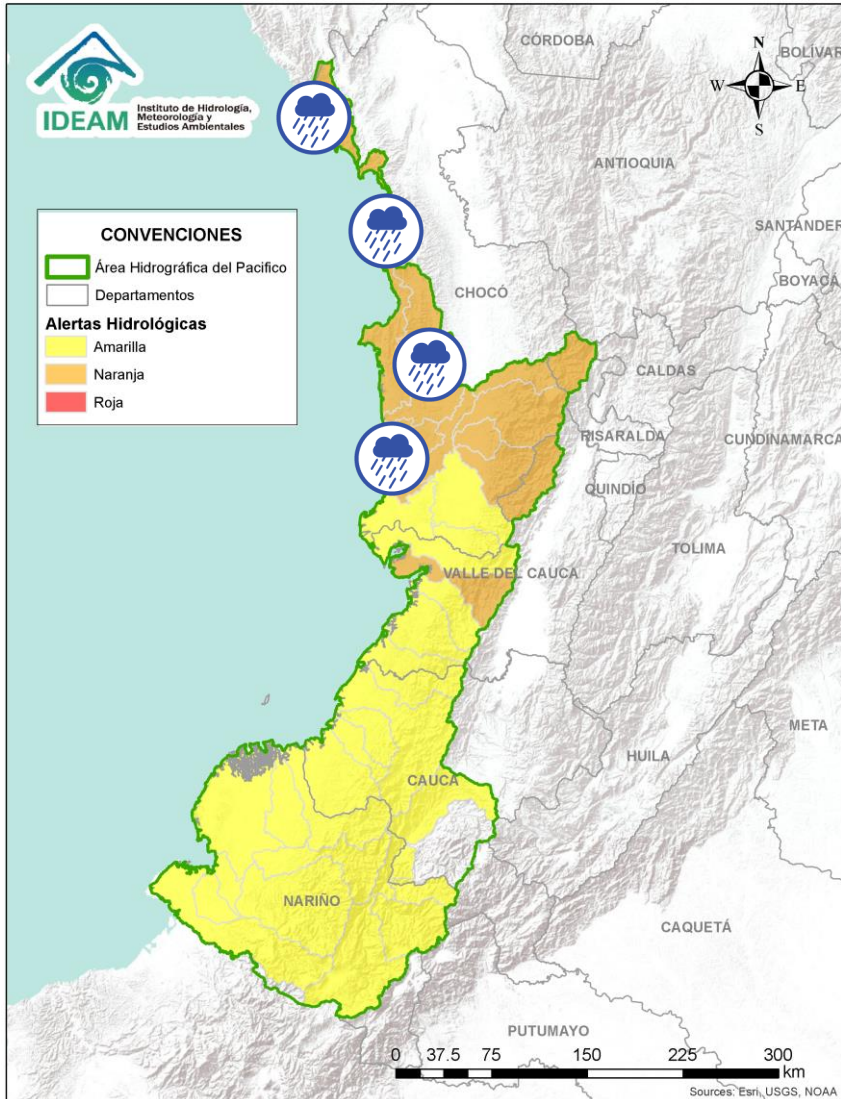 IDEAM
Instituto de Hidrología,
Meteorología y
Estudios Ambientales
CÓRDOBA
BOLÍVAR
N
W E
S
ANTIOQUIA
SANTANDER
BOYACÁ
CONVENCIONES
Área Hidrográfica del Pacifico
Departamentos
Alertas Hidrológicas
Amarilla
Naranja
Roja
CHOCÓ
CALDAS
RISARALDA
CUNDINAMARCA
QUINDÍO
TOLIMA
VALLE DEL CAUCA
META
HUILA
CAUCA
NARIÑO
CAQUETÁ
PUTUMAYO
0 37.5 75 150 225 300
km
Sources: Esri, USGS, NOAA